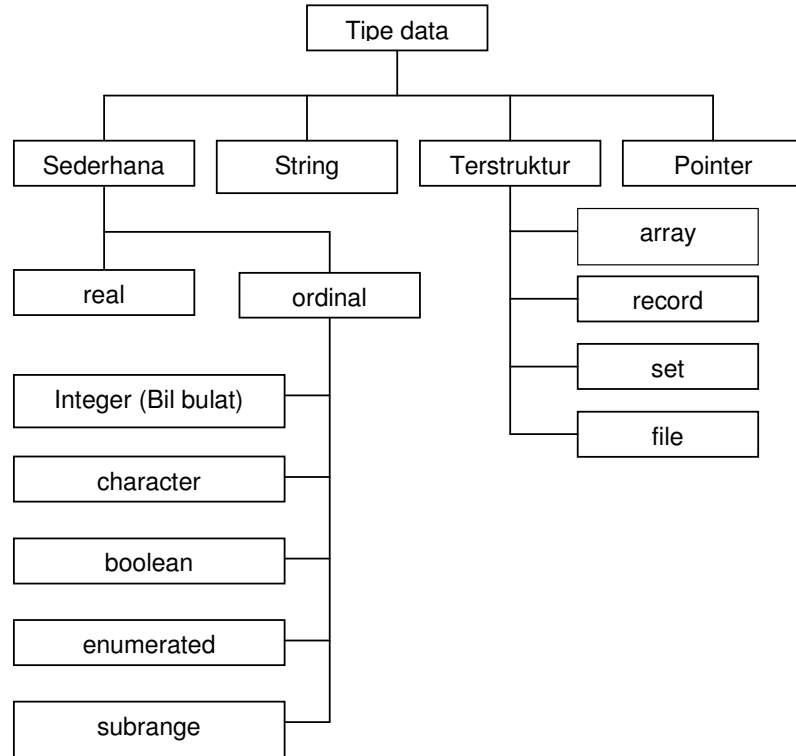 Tipe data
Sederhana
String
Terstruktur
Pointer
real
ordinal
array
record
set
file
Integer (Bil bulat)
character
boolean
enumerated
subrange